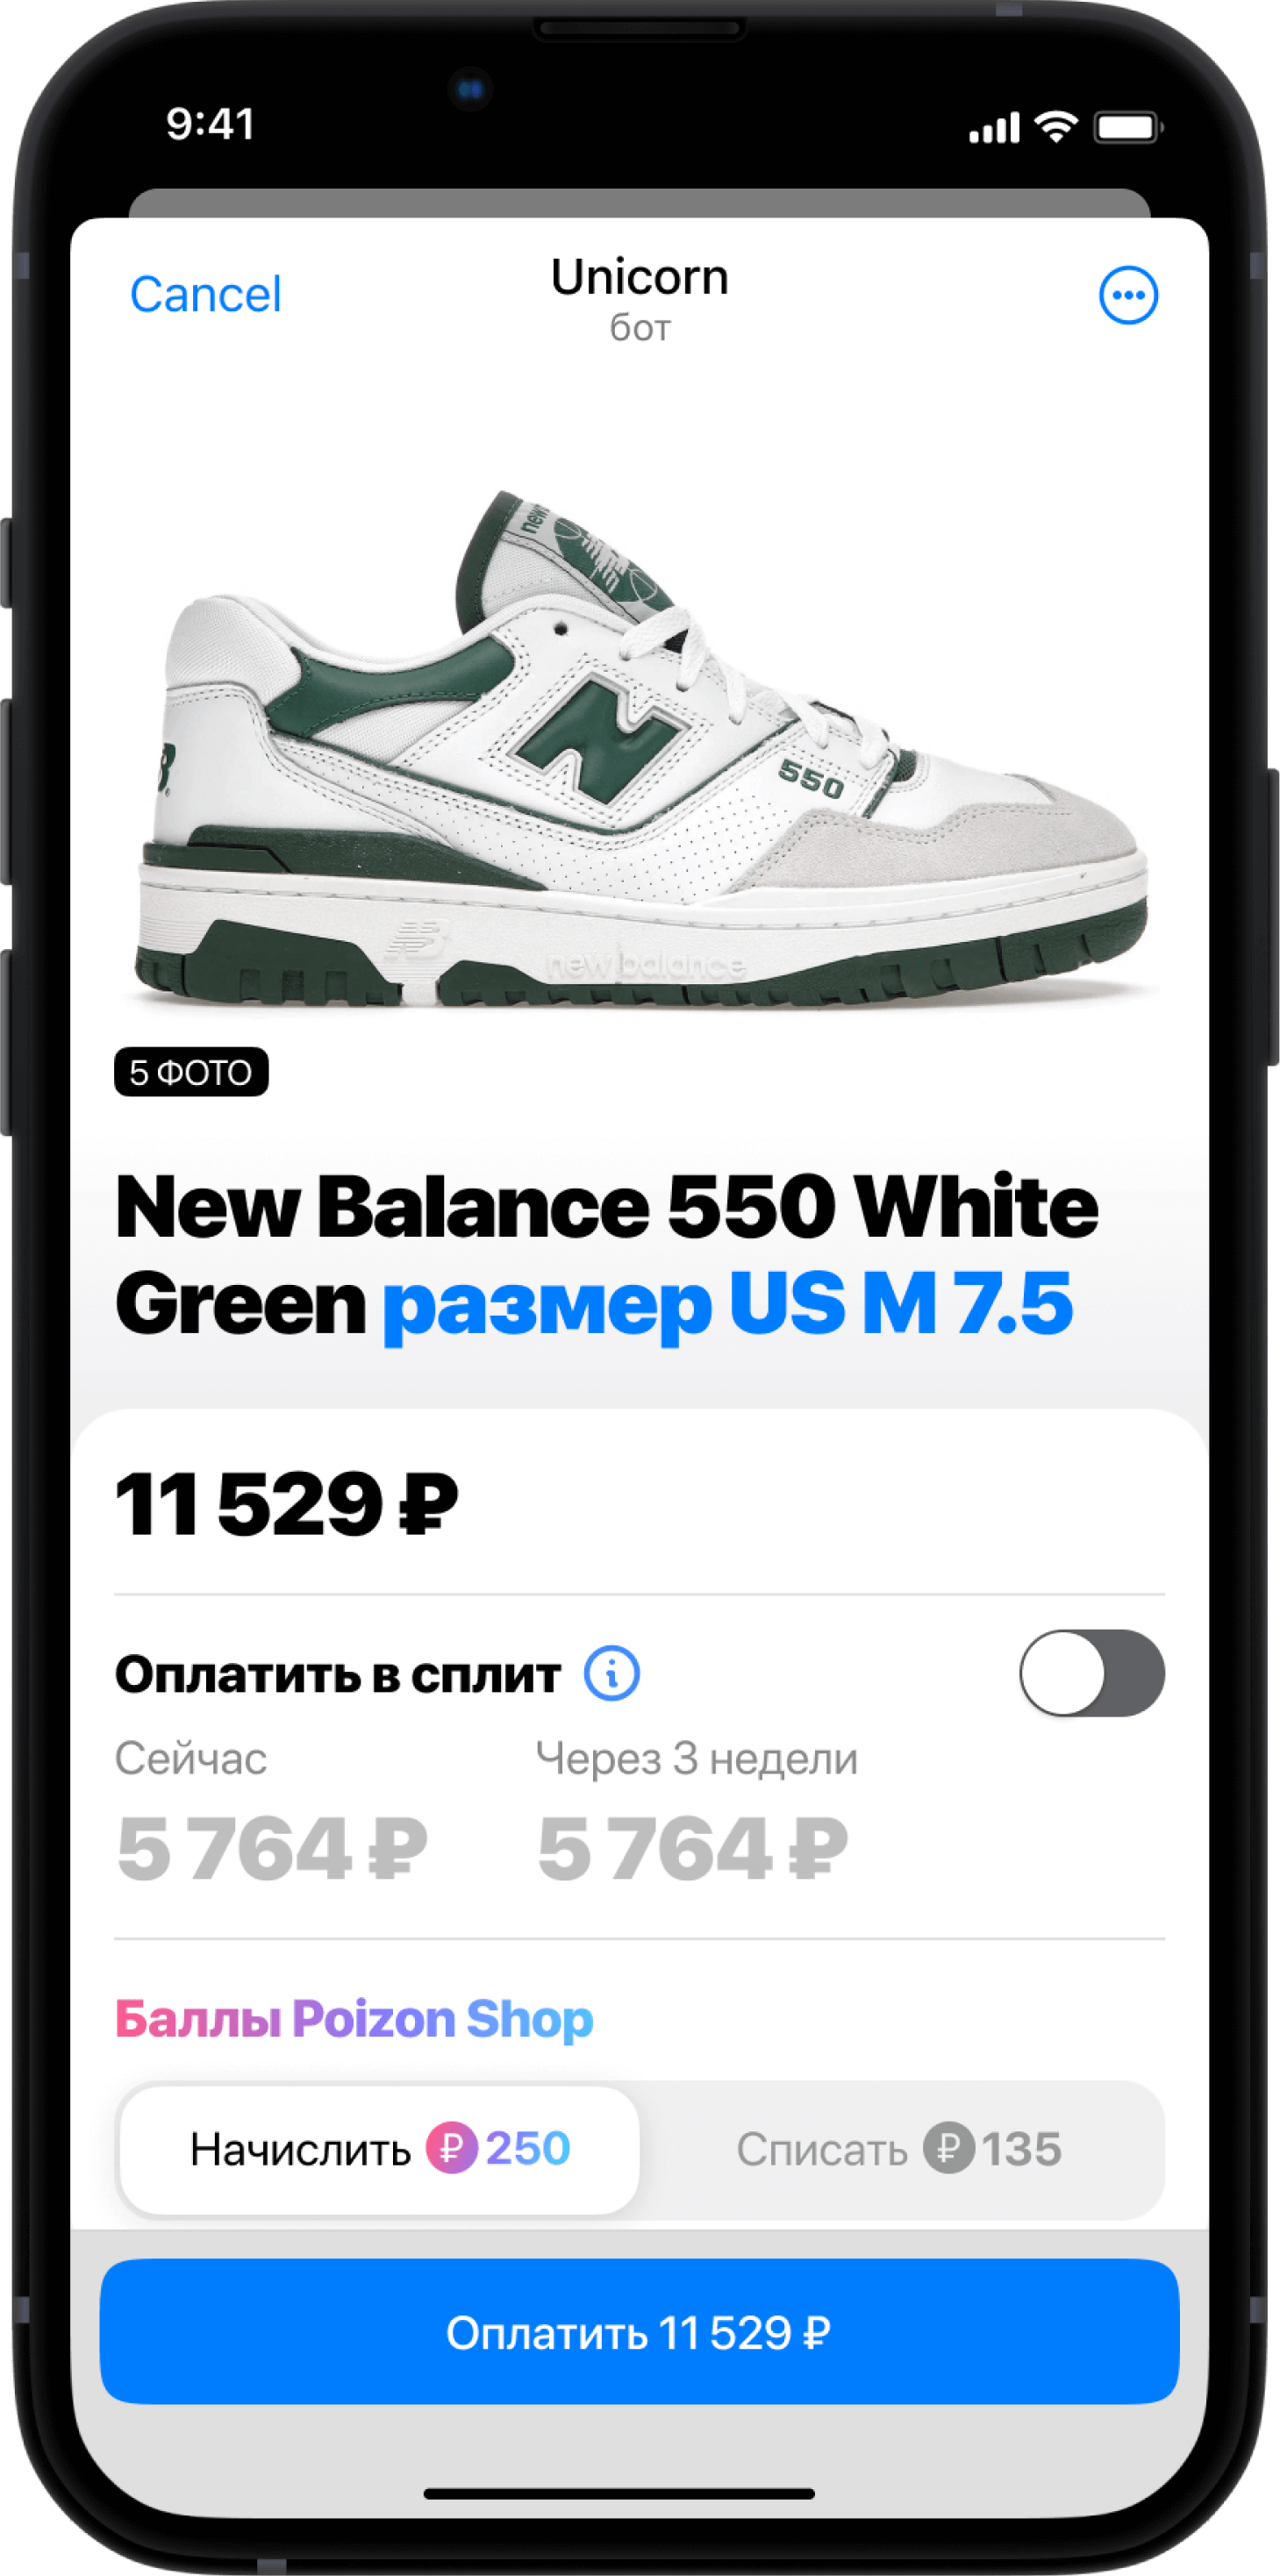 9:41
Cancel
Unicorn
бот
new
N
550
B
new balance
5 ФОТО
New Balance 550 White
Green размер US M 7.5
11 529 ₽
Оплатить в сплит
Сейчас Через 3 недели
5 764 ₽ 5 764 ₽
Баллы Poizon Shop
Начислить ₽ 250 Списать ₽ 135
Оплатить 11 529 ₽